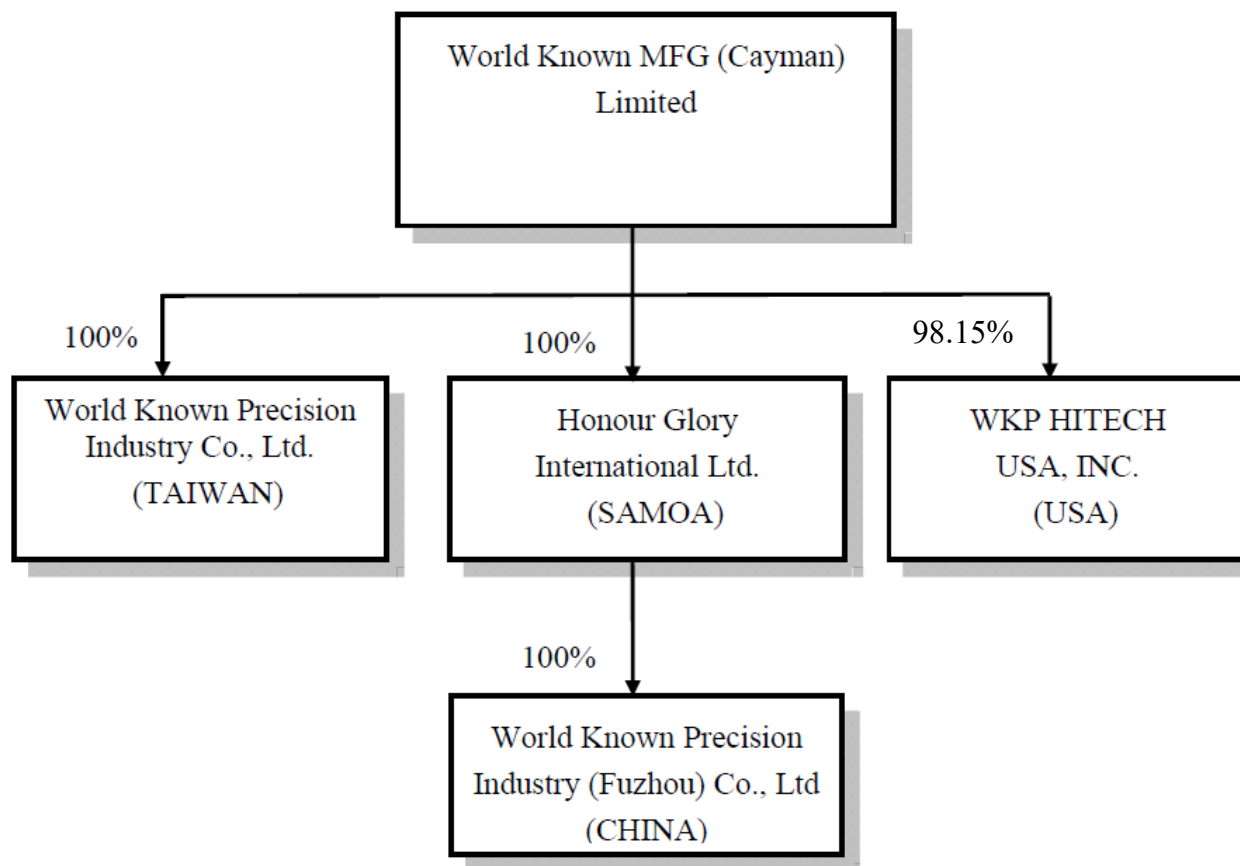 World Known MFG (Cayman)
Limited
100%
100%
98.15%
World Known Precision
Industry Co., Ltd.
(TAIWAN)
Honour Glory
International Ltd.
(SAMOA)
WKP HITECH
USA, INC.
(USA)
100%
World Known Precision
Industry (Fuzhou) Co., Ltd
(CHINA)